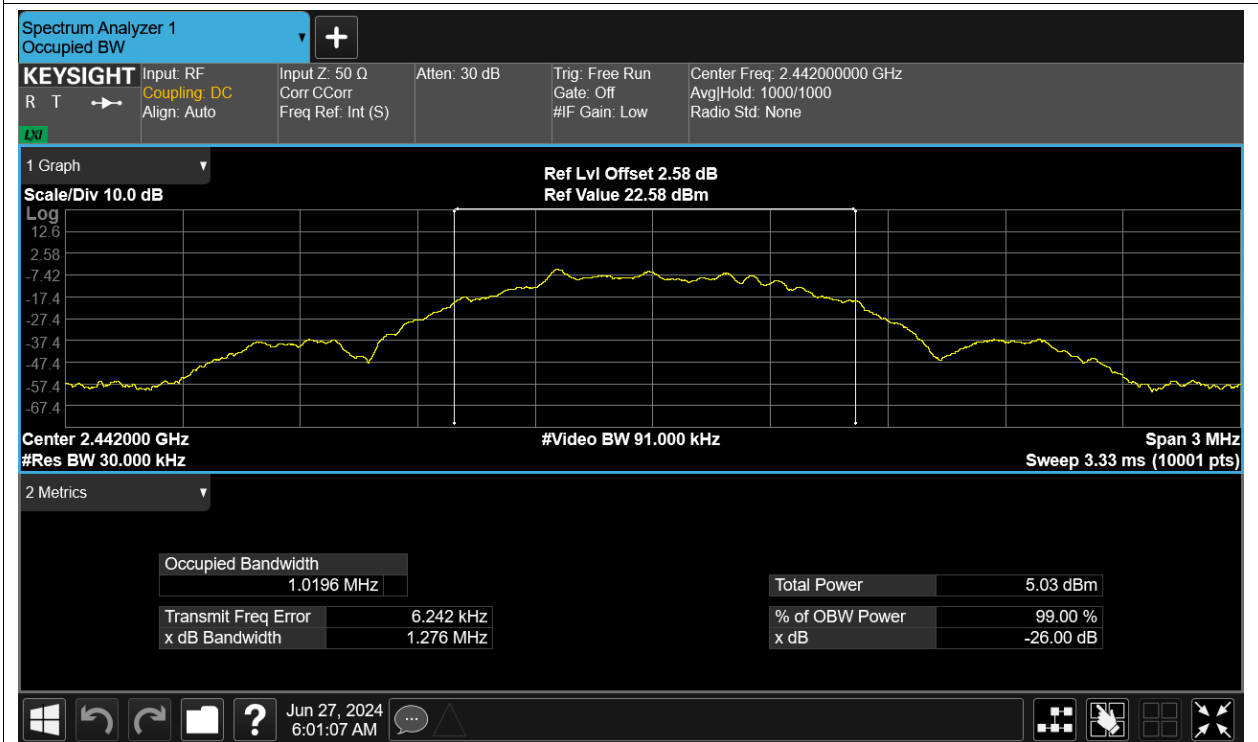 Spectrum Analyzer 1
Occupied BW
KEYSIGHT
R T
LXI
Input: RF
Coupling: DC
Align: Auto
Input Z: 50 Ω
Corr CCorr
Freq Ref: Int (S)
Atten: 30 dB
Trig: Free Run
Gate: Off
#IF Gain: Low
Center Freq: 2.442000000 GHz
Avg|Hold: 1000/1000
Radio Std: None
1 Graph
Scale/Div 10.0 dB
Ref Lvl Offset 2.58 dB
Ref Value 22.58 dBm
Log
12.6
2.58
-7.42
-17.4
-27.4
-37.4
-47.4
-57.4
-67.4
Center 2.442000 GHz
#Res BW 30.000 kHz
#Video BW 91.000 kHz
Span 3 MHz
Sweep 3.33 ms (10001 pts)
2 Metrics
Occupied Bandwidth
1.0196 MHz
Transmit Freq Error 6.242 kHz
x dB Bandwidth 1.276 MHz
Total Power 5.03 dBm
% of OBW Power 99.00 %
x dB -26.00 dB
?
Jun 27, 2024
6:01:07 AM